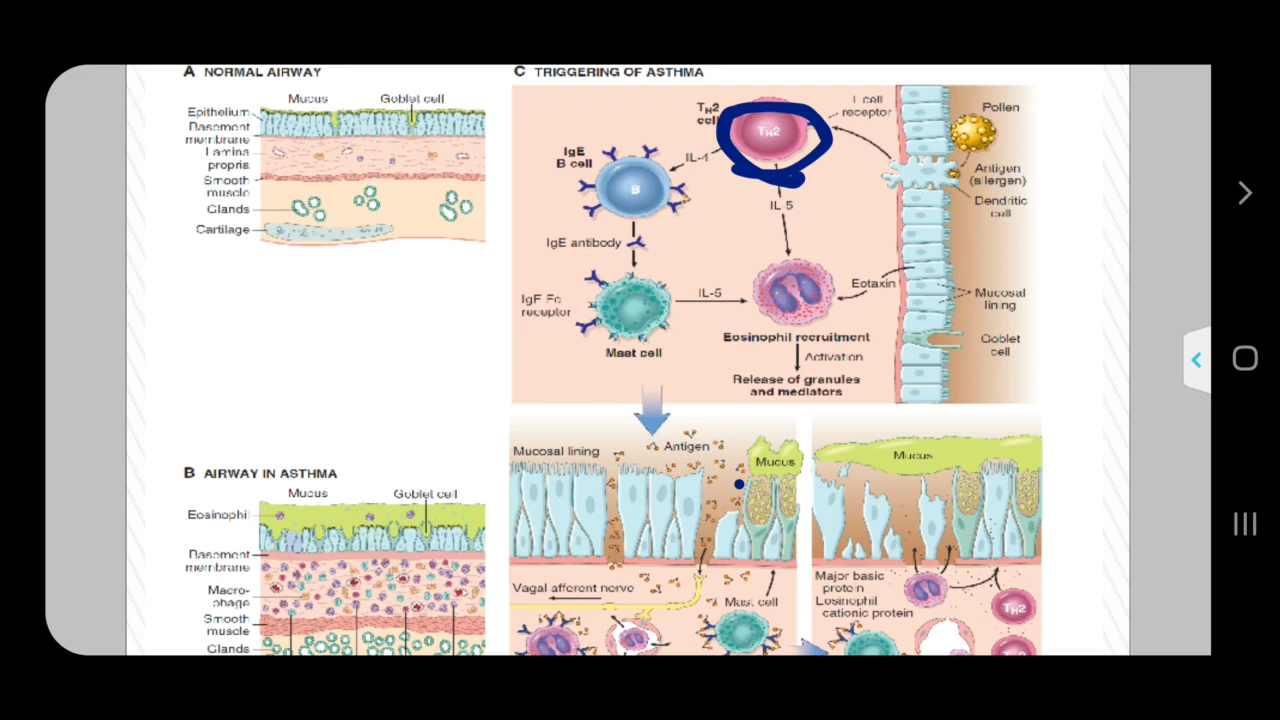 A NORMAL AIRWAY
Mucus
Goblet cell
Epithelium
Basement
membrane
Lamina
propria
Smooth
muscle
Glands
Cartilage
C TRIGGERING OF ASTHMA
TH2
cell
T cell
receptor
Pollen
TH2
IgE
B cell
IL-4
B
Antigen
(allergen)
Dendritic
cell
IL 5
IgE antibody
Eotaxin
IgE Fc
receptor
IL-5
Mucosal
lining
Goblet
cell
Mast cell
Eosinophil recruitment
Activation
Release of granules
and mediators
B AIRWAY IN ASTHMA
Mucus
Goblet cell
Eosinophil
Basement
membrane
Macro-
phage
Smooth
muscle
Glands
Mucosal lining
Antigen
Mucus
Vagal afferent nerve
Mast cell
Mucus
Major basic
protein
Eosinophil
cationic protein
TH2